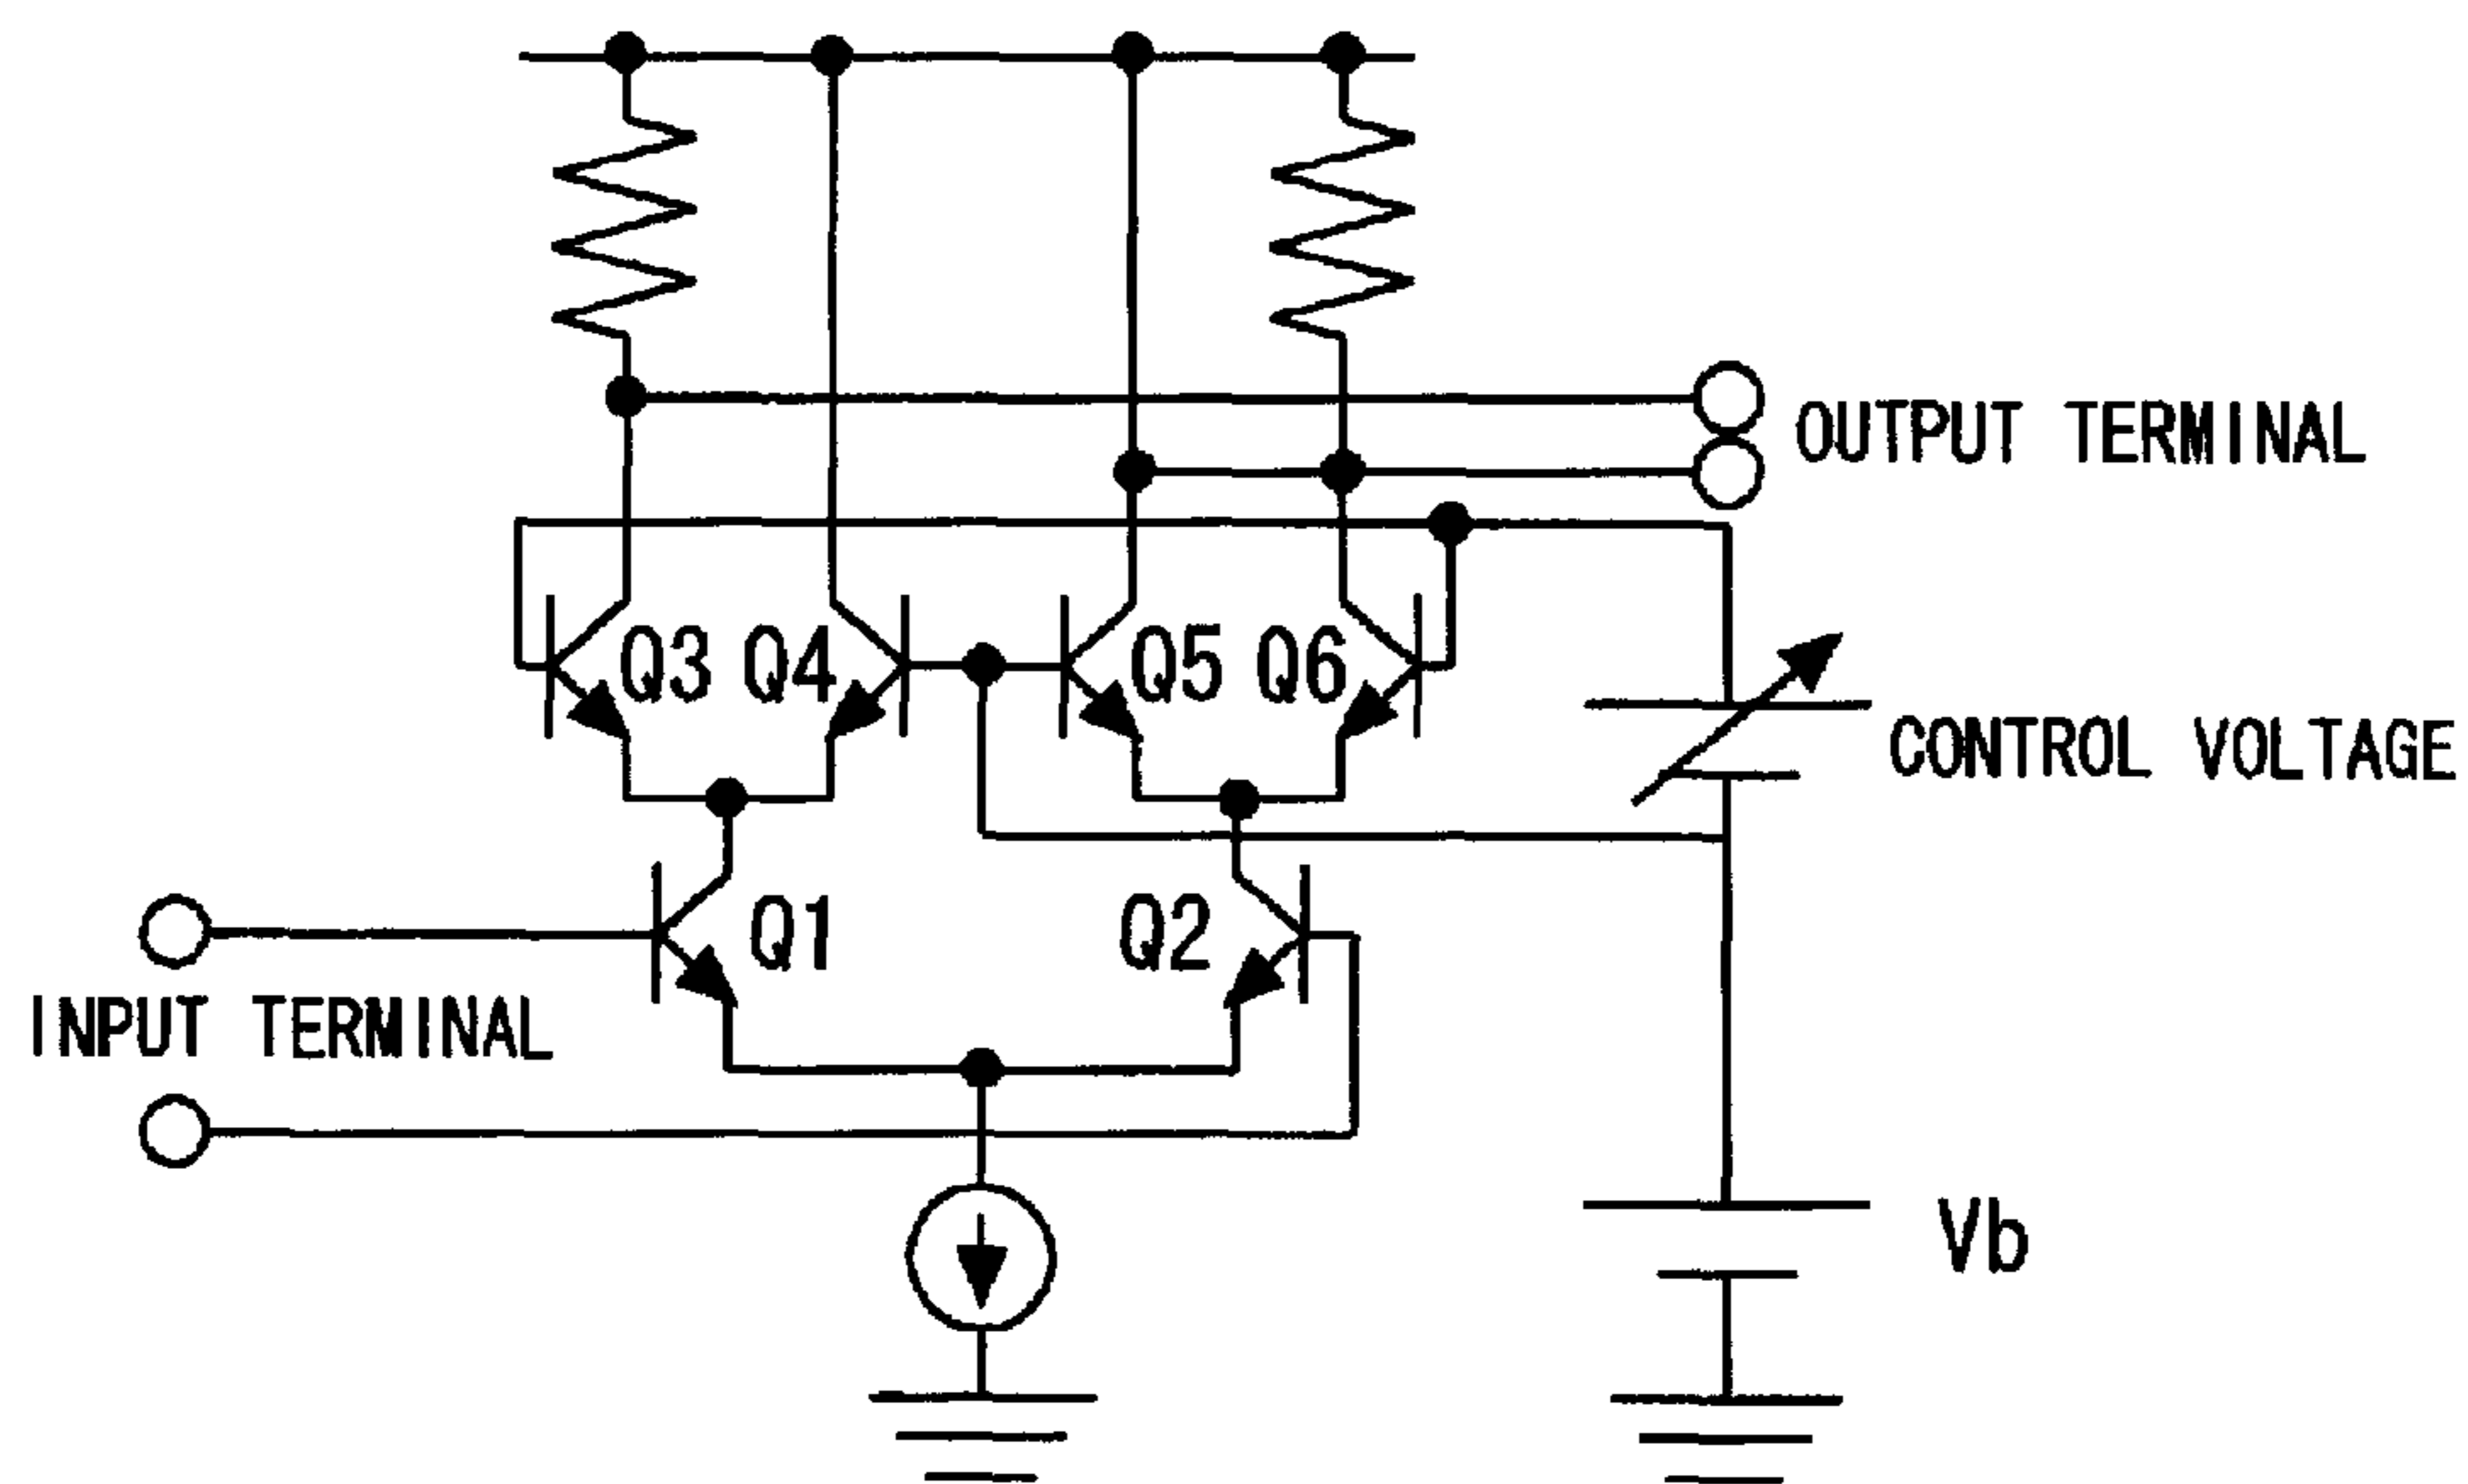 OUTPUT TERMINAL
Q3 Q4 Q5 Q6
CONTROL VOLTAGE
Q1 Q2
INPUT TERMINAL
Vb